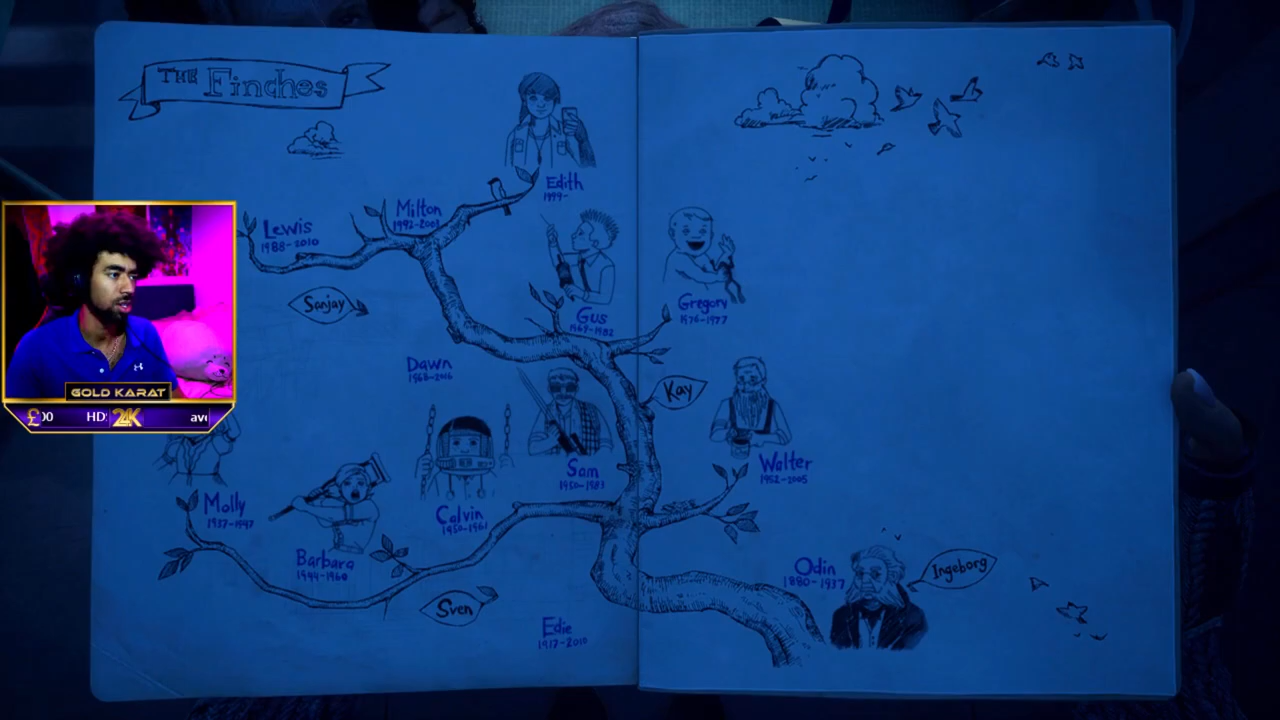 THE Finches
Edith
1999-
Milton
1992-2003
Lewis
1988-2010
Sanjay
Gus
1969-1982
Gregory
1976-1977
Dawn
1968-2016
Kay
Sam
1950-1983
Walter
1952-2005
Molly
1937-1947
Calvin
1950-1961
Barbara
1944-1960
Sven
Odin
1880-1937
Ingeborg
Edie
1917-2010
GOLD KARAT
HD
24K